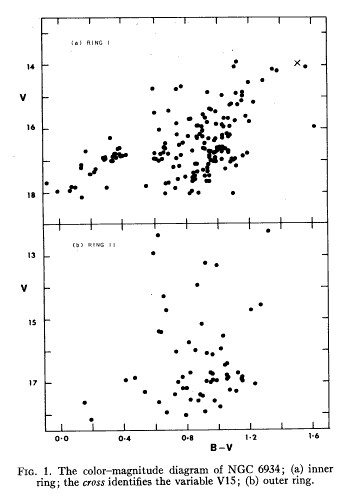 (a) RING I
14
V
16
18
(b) RING II
13
V
15
17
0·0 0·4 0·8 1·2 1·6
B–V
FIG. 1. The color–magnitude diagram of NGC 6934; (a) inner
ring; the cross identifies the variable V15; (b) outer ring.